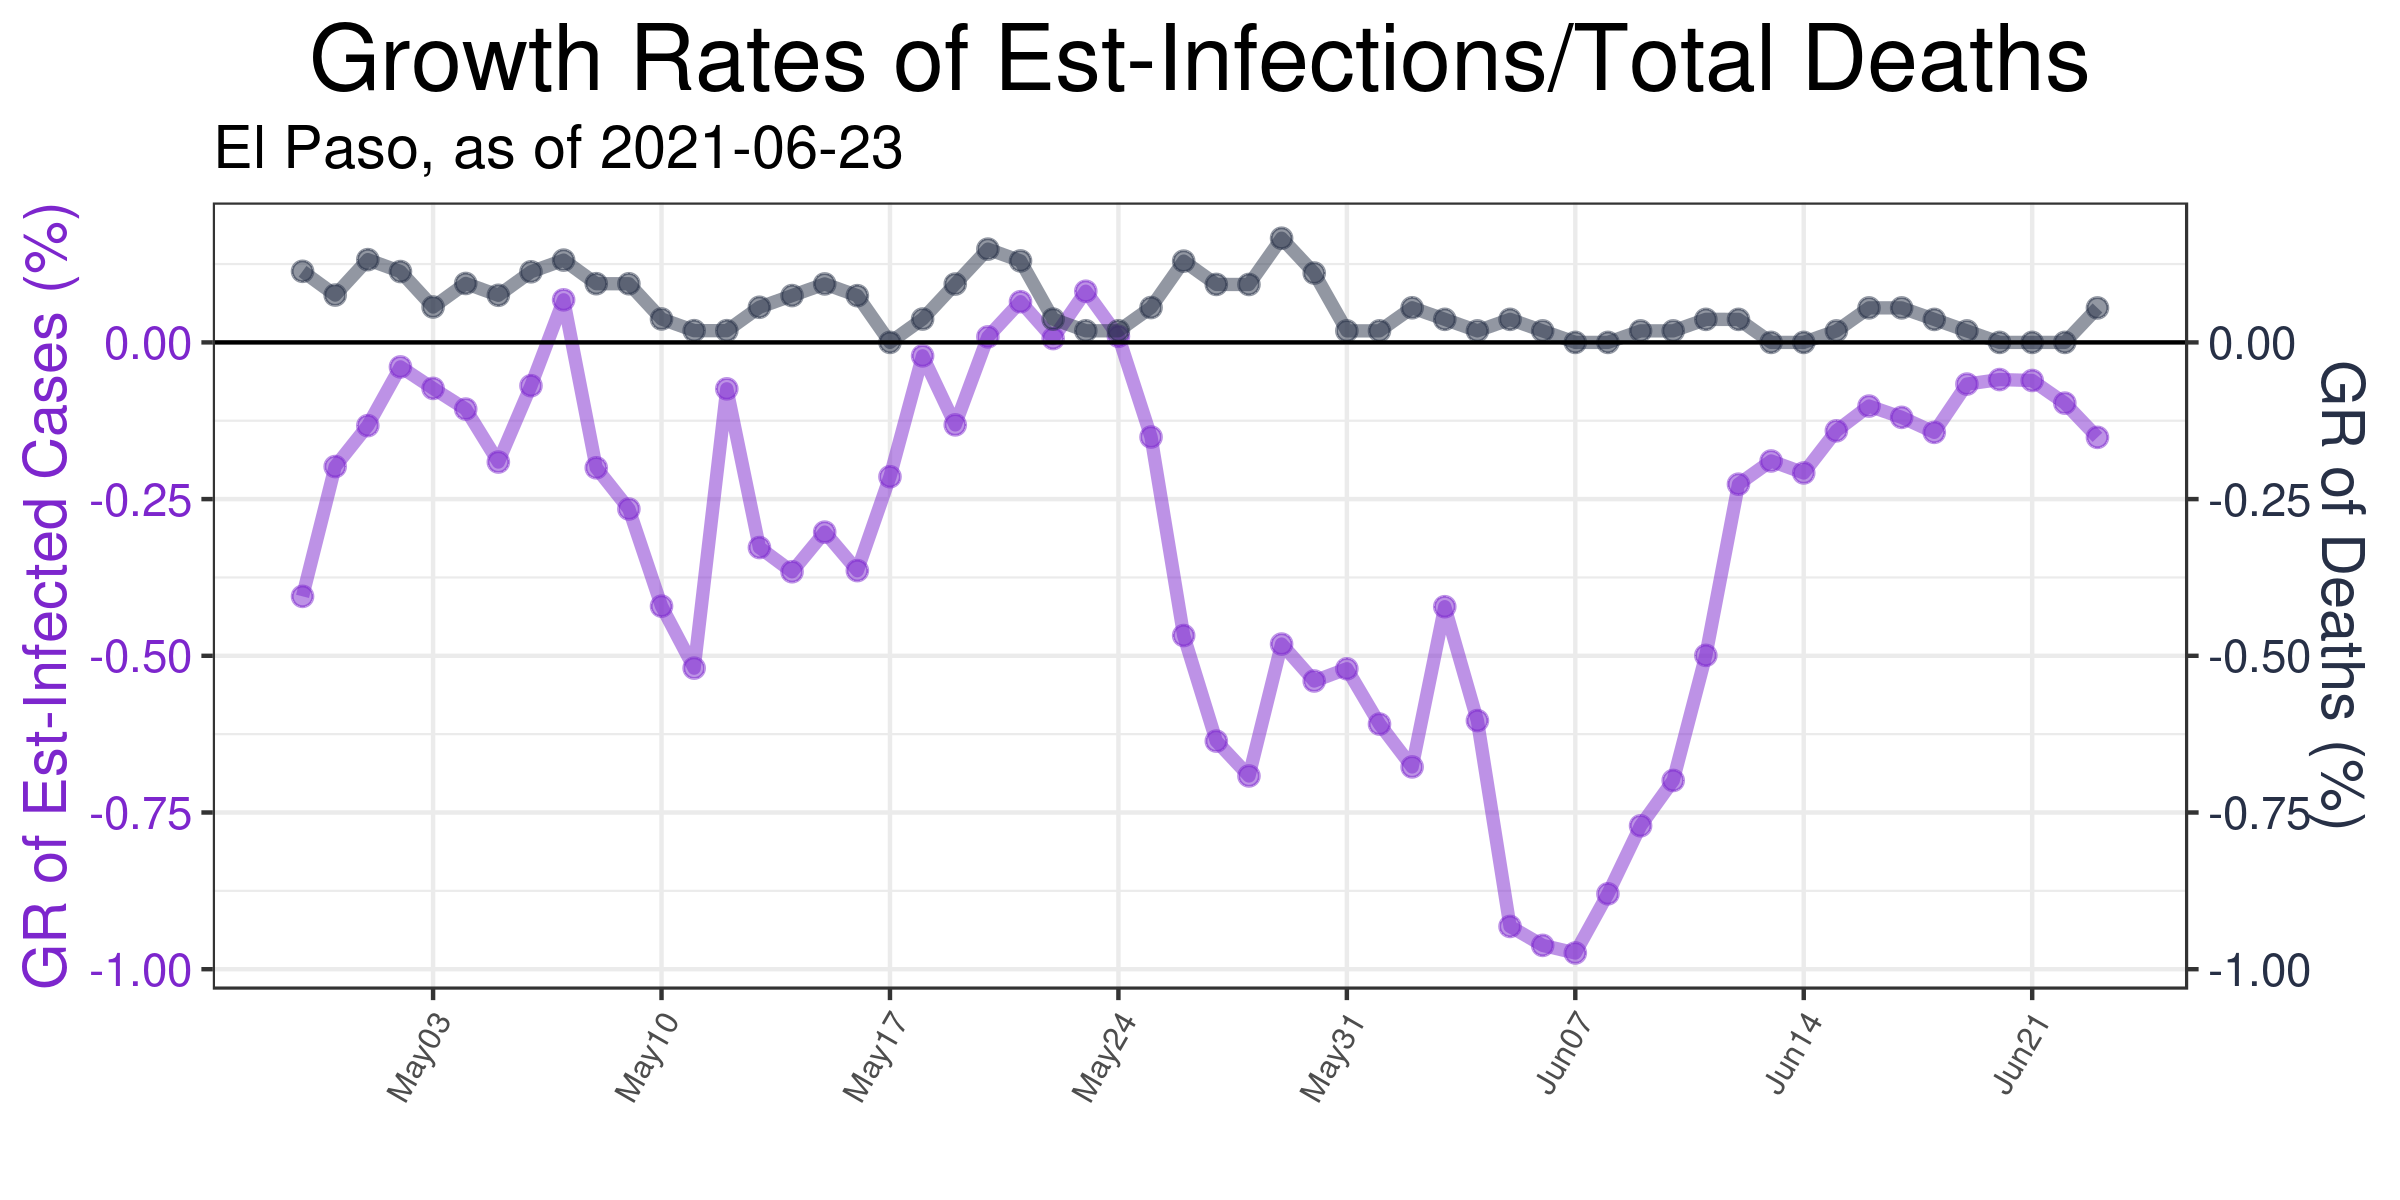 Growth Rates of Est-Infections/Total Deaths
El Paso, as of 2021-06-23
GR of Est-Infected Cases (%)
0.00
-0.25
-0.50
-0.75
-1.00
0.00
-0.25
-0.50
-0.75
-1.00
GR of Deaths (%)
May03
May10
May17
May24
May31
Jun07
Jun14
Jun21